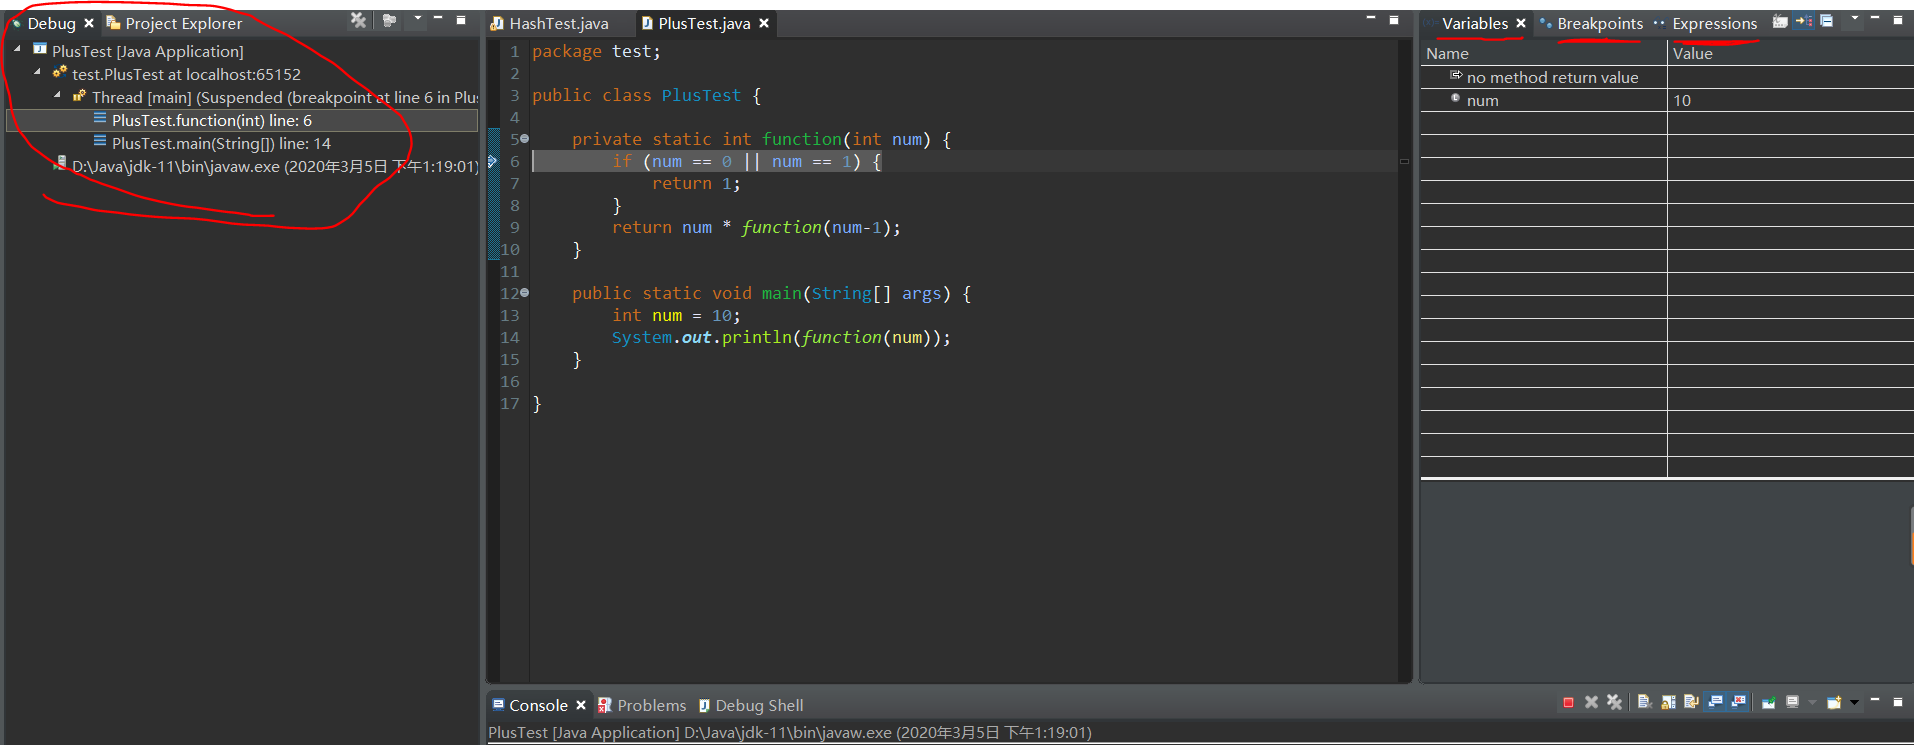 Debug Project Explorer
PlusTest [Java Application]
test.PlusTest at localhost:65152
Thread [main] (Suspended (breakpoint at line 6 in Plu
PlusTest.function(int) line: 6
PlusTest.main(String[]) line: 14
D:\Java\jdk-11\bin\javaw.exe (2020年3月5日 下午1:19:01)
HashTest.java PlusTest.java
1 package test;
2
3 public class PlusTest {
4
5 private static int function(int num) {
6 if (num == 0 || num == 1) {
7 return 1;
8 }
9 return num * function(num-1);
10 }
11
12 public static void main(String[] args) {
13 int num = 10;
14 System.out.println(function(num));
15 }
16
17 }
Variables Breakpoints Expressions
Name Value
no method return value
num 10
Console Problems Debug Shell
PlusTest [Java Application] D:\Java\jdk-11\bin\javaw.exe (2020年3月5日 下午1:19:01)